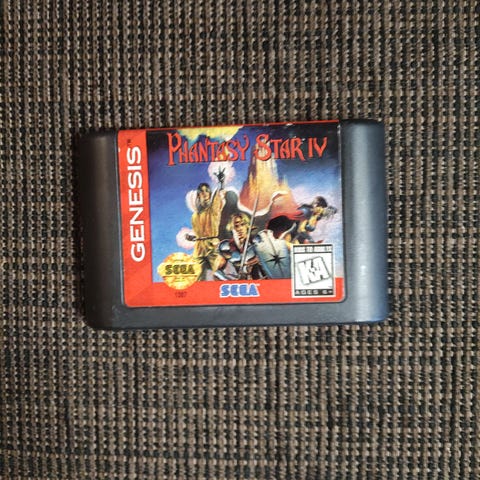 GENESIS
PHANTASY STAR IV
SEGA
SEGA
K-A
AGES 6+